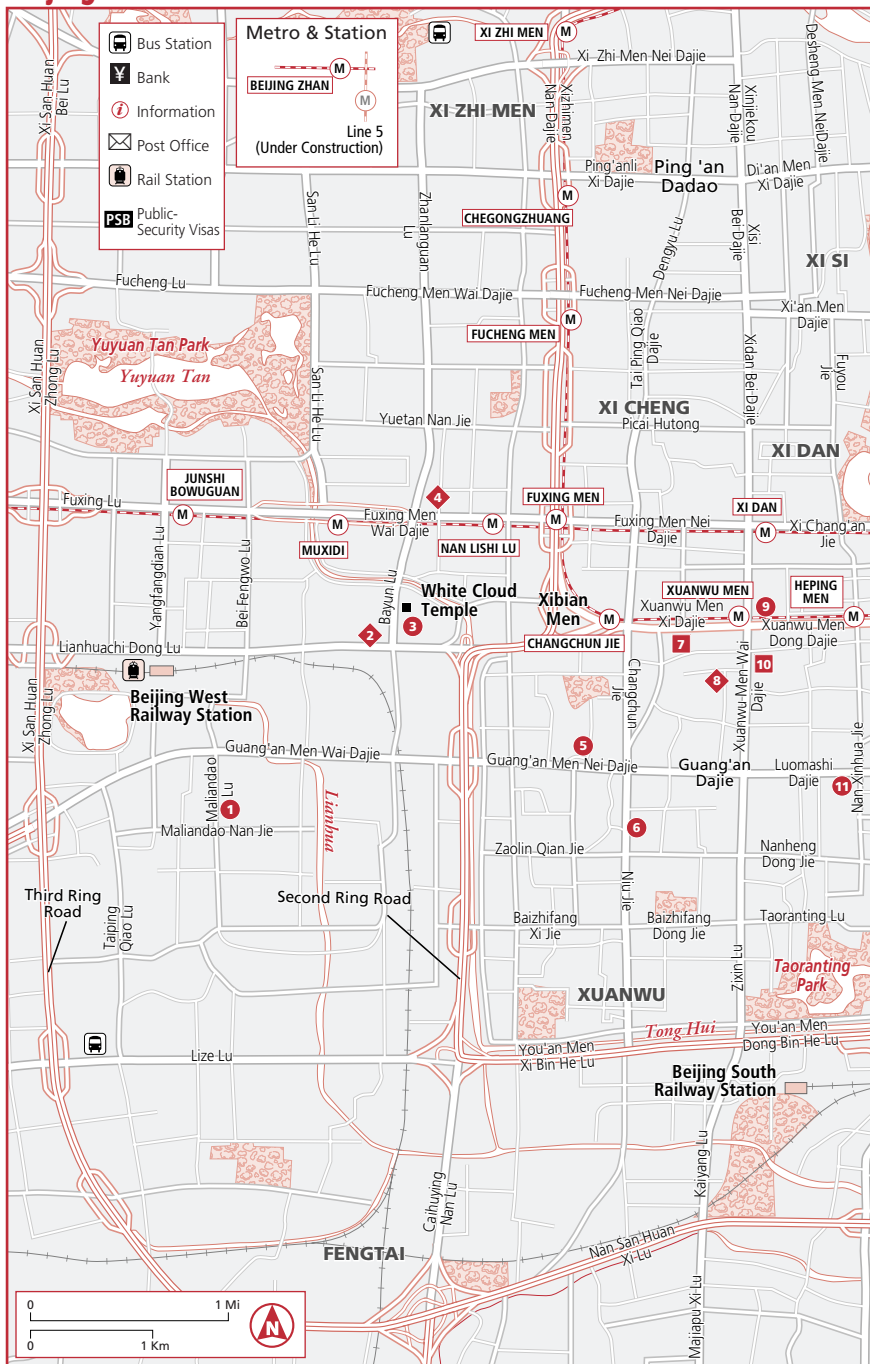 Bus Station
Bank
¥
Information
i
Post Office
Rail Station
PSB
Public-
Security Visas
Metro & Station
M
BEIJING ZHAN
M
Line 5
(Under Construction)
XI ZHI MEN
M
Xi Zhi Men Nei Dajie
Desheng Men NeiDajie
Xi San Huan
Bei Lu
XI ZHI MEN
Xizhimen
Nan Dajie
Xinjiekou
Nan Dajie
Ping'anli
Xi Dajie
Ping 'an
Dadao
Di'an Men
Xi Dajie
San Li He Lu
Zhanlanguan
Lu
M
CHEGONGZHUANG
Dengyu Lu
Xisi
Bei Dajie
XI SI
Fucheng Lu
Fucheng Men Wai Dajie
Fucheng Men Nei Dajie
Xi'an Men
Dajie
FUCHENG MEN
M
Yuyuan Tan Park
Yuyuan Tan
Xi San Huan
Zhong Lu
San Li He Lu
Tai Ping Qiao
Dajie
Xidan Bei Dajie
Fuyou
Jie
Yuetan Nan Jie
XI CHENG
Picai Hutong
XI DAN
JUNSHI
BOWUGUAN
Fuxing Lu
M
4
FUXING MEN
M
XI DAN
M
Fuxing Men
Wai Dajie
Fuxing Men Nei
Dajie
Xi Chang'an
Jie
M
MUXIDI
M
NAN LISHI LU
Yangfangdian Lu
Bei Fengwo Lu
Bayun Lu
White Cloud
Temple
3
2
Xibian
Men
M
CHANGCHUN JIE
XUANWU MEN
M
Xuanwu Men
Xi Dajie
9
HEPING
MEN
M
Xuanwu Men
Dong Dajie
7
8
10
Lianhuachi Dong Lu
Beijing West
Railway Station
Xi San Huan
Zhong Lu
Changchun
Jie
Xuanwu Men Wai
Dajie
Guang'an Men Wai Dajie
5
Guang'an Men Nei Dajie
Guang'an
Dajie
Luomashi
Dajie
11
Nan Xinhua Jie
Maliandao
Lu
1
Maliandao Nan Jie
Lianhua
6
Zaolin Qian Jie
Nanheng
Dong Jie
Third Ring
Road
Second Ring Road
Niu Jie
Taiping
Qiao Lu
Baizhifang
Xi Jie
Baizhifang
Dong Jie
Taoranting Lu
Zixin Lu
Taoranting
Park
XUANWU
Tong Hui
Lize Lu
You'an Men
Xi Bin He Lu
You'an Men
Dong Bin He Lu
Beijing South
Railway Station
Caihuying
Nan Lu
Kaiyang Lu
FENGTAI
Nan San Huan
Xi Lu
Majiapu Xi Lu
0
1 Mi
0
1 Km
N